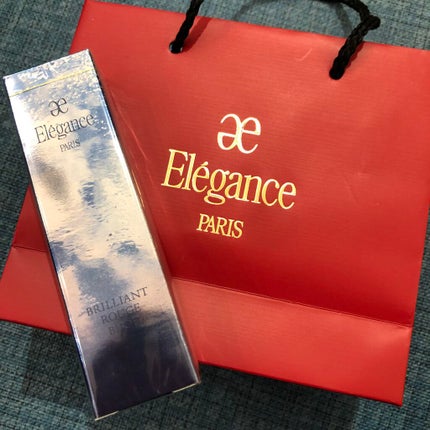 æ
Elégance
PARIS
BRILLIANT
ROUGE
æ
Elégance
PARIS